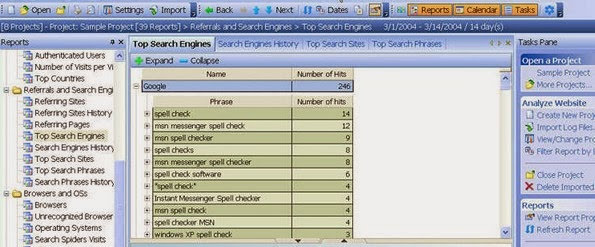 Open Settings Import Back Next Notes Dates Reports Calendar Tasks
[B Projects] - Project: Sample Project [39 Reports] > Referrals and Search Engines > Top Search Engines 3/1/2004 - 3/14/2004 / 14 day(s)
Reports
Authenticated Users
Number of Visits per Vi
Top Countries
Referrals and Search Engi
Referring Sites
Referring Sites History
Referring Pages
Top Search Engines
Search Engines History
Top Search Sites
Top Search Phrases
Search Phrases History
Browsers and OSs
Browsers
Unrecognized Browser
Operating Systems
Search Spiders Visits
Top Search Engines Search Engines History Top Search Sites Top Search Phrases
Expand Collapse
Name Number of Hits
Google 246
Phrase Number of hits
spell check 14
msn messenger spell check 12
msn spell checker 9
spell checks 8
msn messenger spell checker 8
spell check software 6
"spell check" 4
Instant Messenger Spell checker 4
msn spell check 4
spell checker MSN 4
windows XP spell check 3
Tasks Pane
Open a Project
Sample Project
More Projects...
Analyze Website
Create New Proj
Import Log Files.
View/Change Pro
Filter Report by I
Close Project
Delete Imported
Reports
View Report Prop
Refresh Report